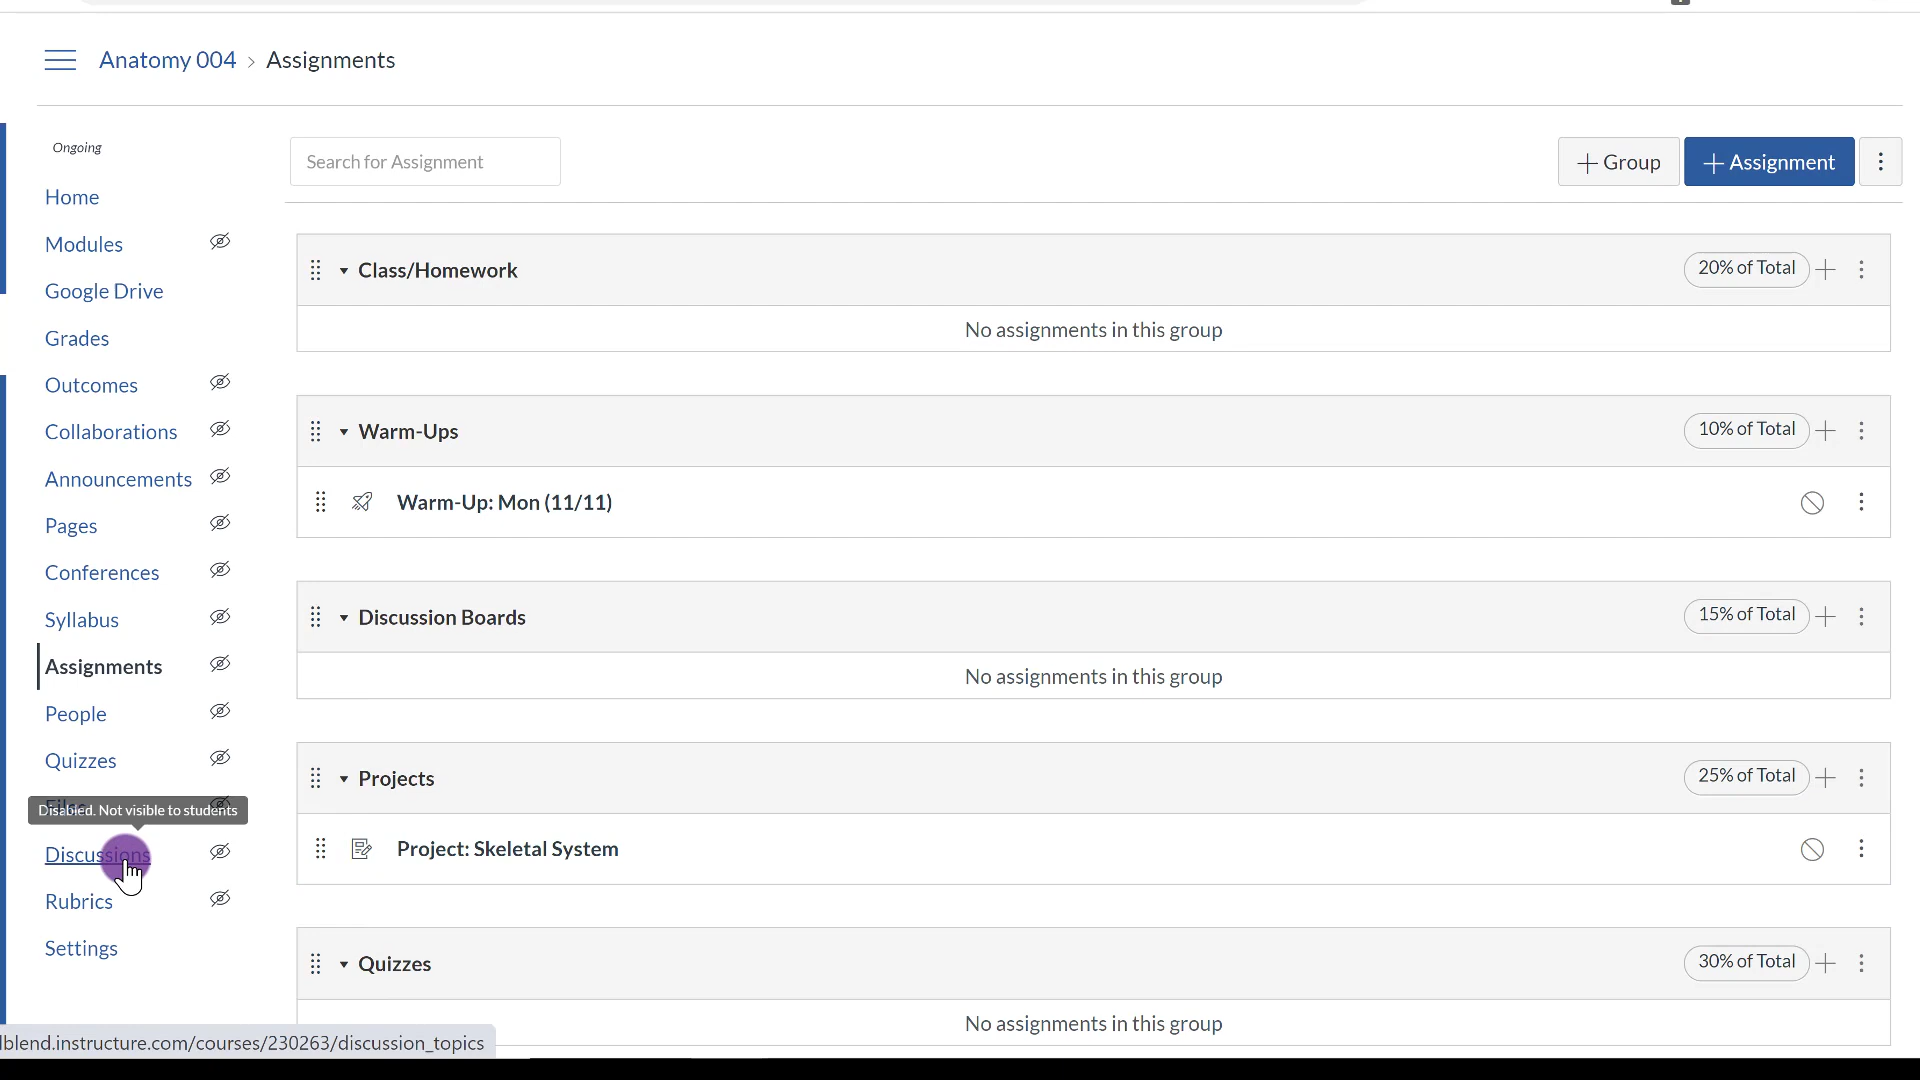 Anatomy 004 > Assignments
Ongoing
Search for Assignment
+ Group
+ Assignment
Home
Modules
Google Drive
Grades
Outcomes
Collaborations
Announcements
Pages
Conferences
Syllabus
Assignments
People
Quizzes
Files
Disabled. Not visible to students
Discussions
Rubrics
Settings
Class/Homework
20% of Total
No assignments in this group
Warm-Ups
10% of Total
Warm-Up: Mon (11/11)
Discussion Boards
15% of Total
No assignments in this group
Projects
25% of Total
Project: Skeletal System
Quizzes
30% of Total
No assignments in this group
lblend.instructure.com/courses/230263/discussion_topics